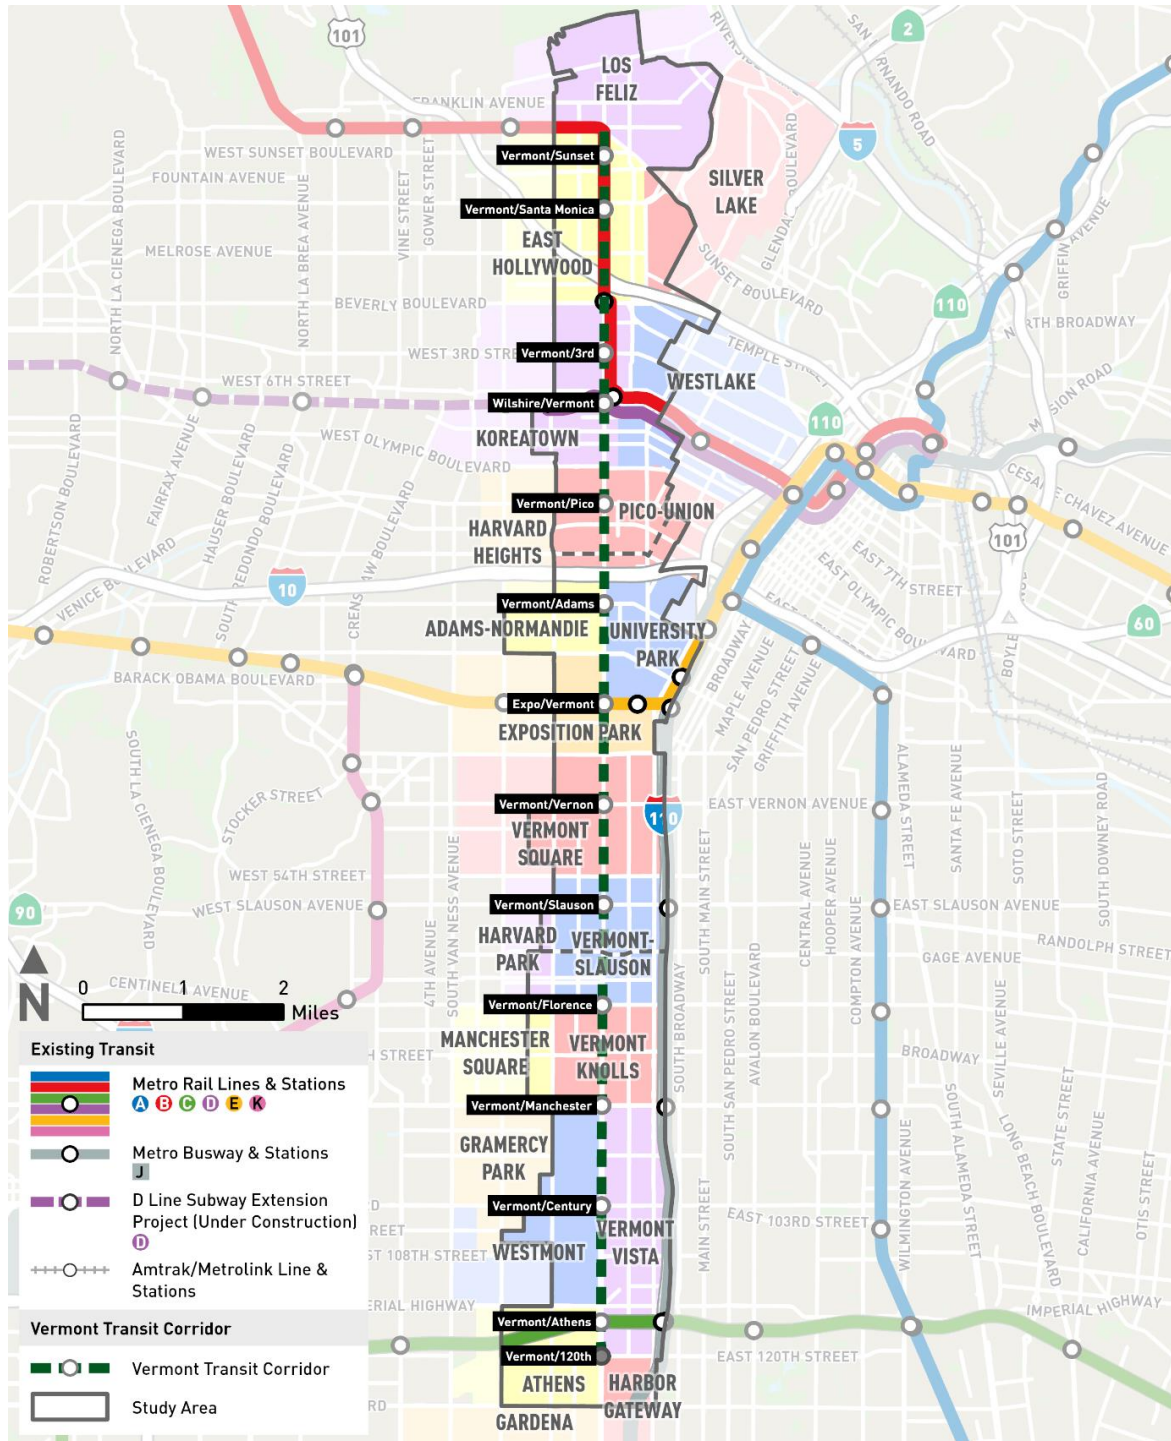 101
2
LOS
FELIZ
RIVERSIDE
SAN
FRANKLIN AVENUE
5
WEST SUNSET BOULEVARD
Vermont/Sunset
FOUNTAIN AVENUE
SILVER
LAKE
Vermont/Santa Monica
VINE STREET
GOWER STREET
MELROSE AVENUE
EAST
HOLLYWOOD
SUNSET BOULEVARD
GRIFFIN AVENUE
NORTH LA CIENEGA BOULEVARD
NORTH LA BREA AVENUE
BEVERLY BOULEVARD
110
NORTH BROADWAY
WEST 3RD STREET
Vermont/3rd
TEMPLE STREET
WEST 6TH STREET
WESTLAKE
Wilshire/Vermont
110
KOREATOWN
WEST OLYMPIC BOULEVARD
ROBERTSON BOULEVARD
FAIRFAX AVENUE
HAUSER BOULEVARD
CESAR E CHAVEZ AVENUE
Vermont/Pico
PICO-UNION
HARVARD
HEIGHTS
101
VENICE BOULEVARD
10
CRENSHAW BOULEVARD
EAST 7TH STREET
EAST OLYMPIC BOULEVARD
Vermont/Adams
60
ADAMS-NORMANDIE
UNIVERSITY
PARK
BROADWAY
MAPLE AVENUE
SAN PEDRO STREET
GRIFFITH AVENUE
BARACK OBAMA BOULEVARD
Expo/Vermont
EXPOSITION PARK
SOUTH LA CIENEGA BOULEVARD
STOCKER STREET
ALAMEDA STREET
SANTA FE AVENUE
SOTO STREET
SOUTH DOWNEY ROAD
Vermont/Vernon
110
EAST VERNON AVENUE
VERMONT
SQUARE
WEST 54TH STREET
4TH AVENUE
SOUTH VAN NESS AVENUE
SOUTH MAIN STREET
CENTRAL AVENUE
HOOPER AVENUE
COMPTON AVENUE
90
WEST SLAUSON AVENUE
Vermont/Slauson
EAST SLAUSON AVENUE
HARVARD
PARK
VERMONT-
SLAUSON
RANDOLPH STREET
GAGE AVENUE
N
0 1 2
Miles
CENTINELA AVENUE
Vermont/Florence
SOUTH BROADWAY
SOUTH SAN PEDRO STREET
AVALON BOULEVARD
MANCHESTER
SQUARE
VERMONT
KNOLLS
BROADWAY
SEVILLE AVENUE
Existing Transit
Metro Rail Lines & Stations
A B C D E K
Vermont/Manchester
SOUTH ALAMEDA STREET
LONG BEACH BOULEVARD
STATE STREET
CALIFORNIA AVENUE
OTIS STREET
GRAMERCY
PARK
Metro Busway & Stations
J
WILMINGTON AVENUE
Vermont/Century
D Line Subway Extension
Project (Under Construction)
D
MAIN STREET
EAST 103RD STREET
VERMONT
VISTA
108TH STREET
WESTMONT
Amtrak/Metrolink Line &
Stations
IMPERIAL HIGHWAY
Vermont/Athens
IMPERIAL HIGHWAY
Vermont Transit Corridor
Vermont/120th
EAST 120TH STREET
Vermont Transit Corridor
ATHENS
HARBOR
GATEWAY
Study Area
GARDENA